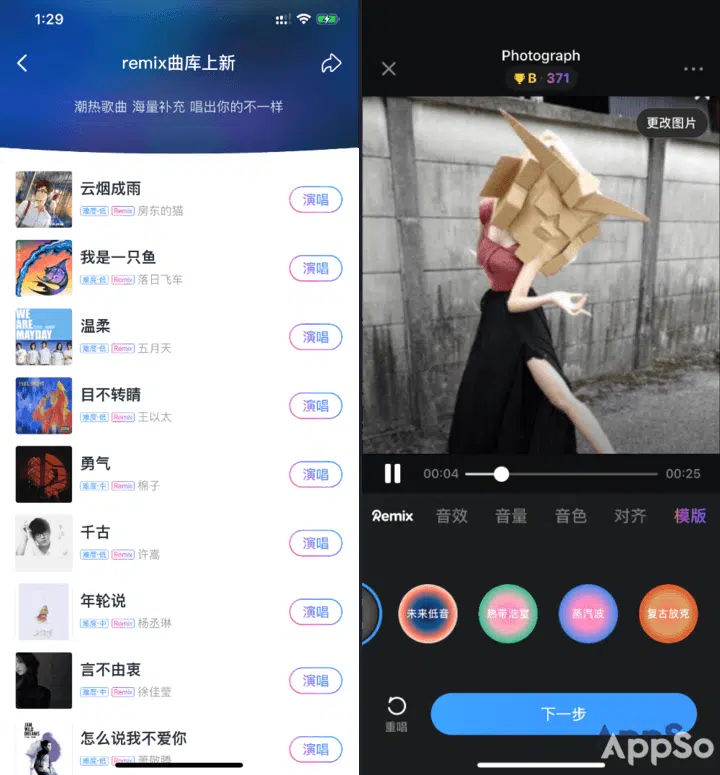 1:29
remix曲库上新
潮热歌曲 海量补充 唱出你的不一样
云烟成雨
难度·低 Remix 房东的猫
演唱
我是一只鱼
难度·低 Remix 落日飞车
演唱
WE ARE MAYDAY
温柔
难度·低 Remix 五月天
演唱
目不转睛
难度·低 Remix 王以太
演唱
勇气
难度·中 Remix 棉子
演唱
千古
难度·低 Remix 许嵩
演唱
年轮说
难度·中 Remix 杨丞琳
演唱
言不由衷
难度·中 Remix 徐佳莹
演唱
怎么说我不爱你
Remix 萧敬腾
演唱
Photograph
B · 371
更改图片
00:04
00:25
Remix 音效 音量 音色 对齐 模版
未来低音 热带浩室 蒸汽波 复古放克
重唱
下一步
AppSo